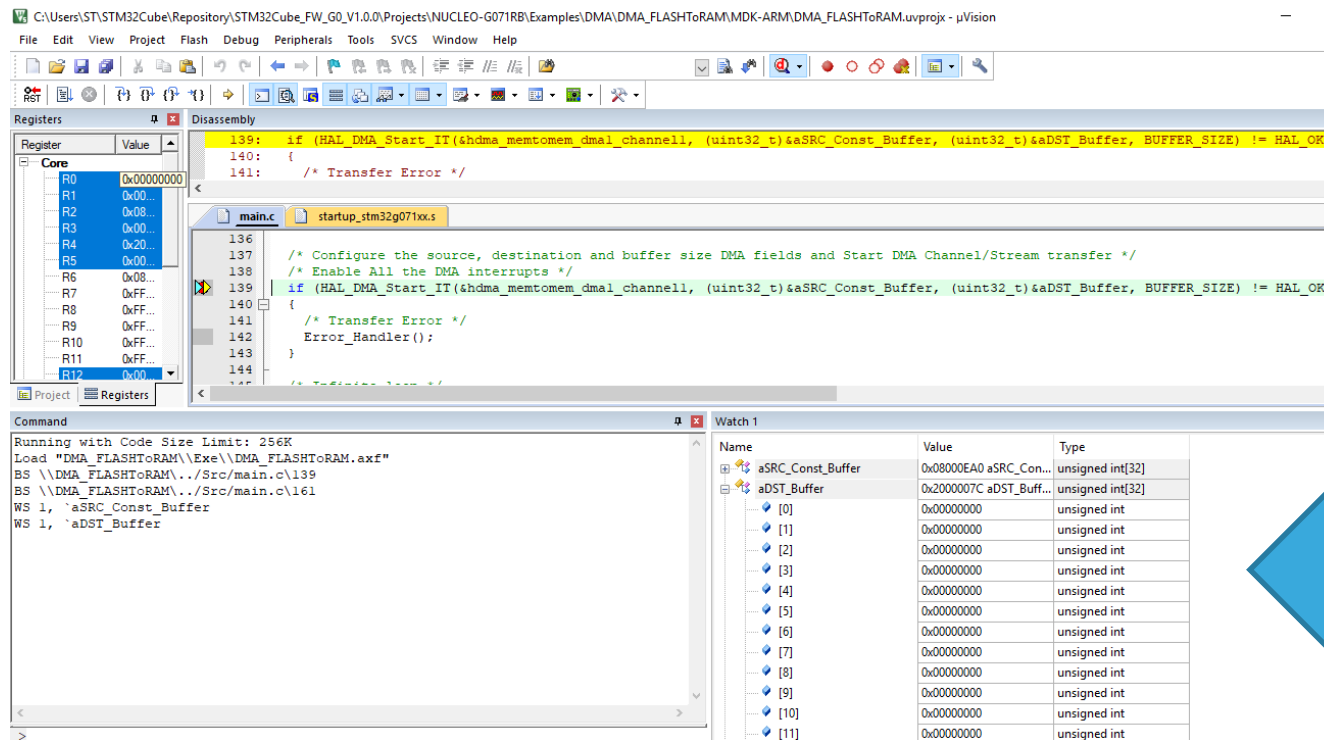 C:\Users\ST\STM32Cube\Repository\STM32Cube_FW_G0_V1.0.0\Projects\NUCLEO-G071RB\Examples\DMA\DMA_FLASHToRAM\MDK-ARM\DMA_FLASHToRAM.uvprojx - µVision
File Edit View Project Flash Debug Peripherals Tools SVCS Window Help
RST
Registers
Register Value
Core
R0 0x00000000
R1 0x00...
R2 0x08...
R3 0x00...
R4 0x20...
R5 0x00...
R6 0x08...
R7 0xFF...
R8 0xFF...
R9 0xFF...
R10 0xFF...
R11 0xFF...
R12 0x00...
Project Registers
Disassembly
139: if (HAL_DMA_Start_IT(&hdma_memtomem_dma1_channel1, (uint32_t)&aSRC_Const_Buffer, (uint32_t)&aDST_Buffer, BUFFER_SIZE) != HAL_OK
140: {
141: /* Transfer Error */
main.c startup_stm32g071xx.s
136
137 /* Configure the source, destination and buffer size DMA fields and Start DMA Channel/Stream transfer */
138 /* Enable All the DMA interrupts */
139 if (HAL_DMA_Start_IT(&hdma_memtomem_dma1_channel1, (uint32_t)&aSRC_Const_Buffer, (uint32_t)&aDST_Buffer, BUFFER_SIZE) != HAL_OK
140 {
141 /* Transfer Error */
142 Error_Handler();
143 }
144
145 /* Infinite loop */
Command
Running with Code Size Limit: 256K
Load "DMA_FLASHToRAM\\Exe\\DMA_FLASHToRAM.axf"
BS \\DMA_FLASHToRAM\../Src/main.c\139
BS \\DMA_FLASHToRAM\../Src/main.c\161
WS 1, `aSRC_Const_Buffer
WS 1, `aDST_Buffer
>
Watch 1
Name Value Type
aSRC_Const_Buffer 0x08000EA0 aSRC_Con... unsigned int[32]
aDST_Buffer 0x2000007C aDST_Buff... unsigned int[32]
[0] 0x00000000 unsigned int
[1] 0x00000000 unsigned int
[2] 0x00000000 unsigned int
[3] 0x00000000 unsigned int
[4] 0x00000000 unsigned int
[5] 0x00000000 unsigned int
[6] 0x00000000 unsigned int
[7] 0x00000000 unsigned int
[8] 0x00000000 unsigned int
[9] 0x00000000 unsigned int
[10] 0x00000000 unsigned int
[11] 0x00000000 unsigned int